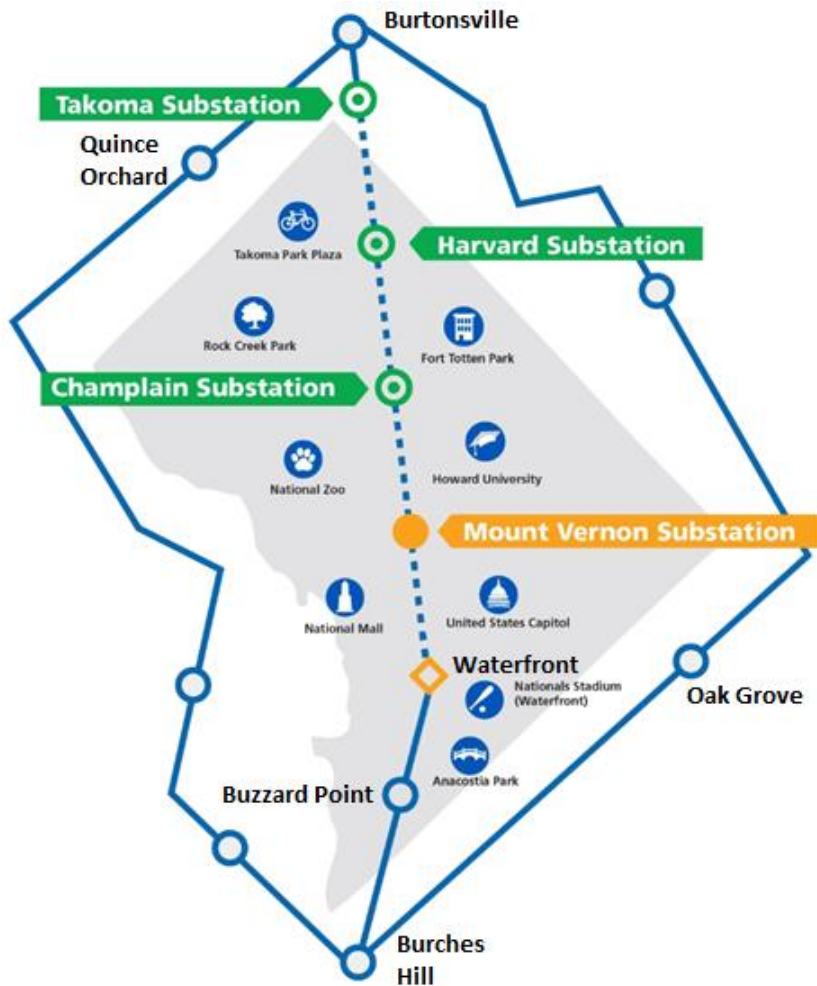 Burtonsville
Takoma Substation
Quince
Orchard
Takoma Park Plaza
Harvard Substation
Rock Creek Park
Fort Totten Park
Champlain Substation
National Zoo
Howard University
Mount Vernon Substation
National Mall
United States Capitol
Waterfront
Nationals Stadium
(Waterfront)
Oak Grove
Anacostia Park
Buzzard Point
Burches
Hill